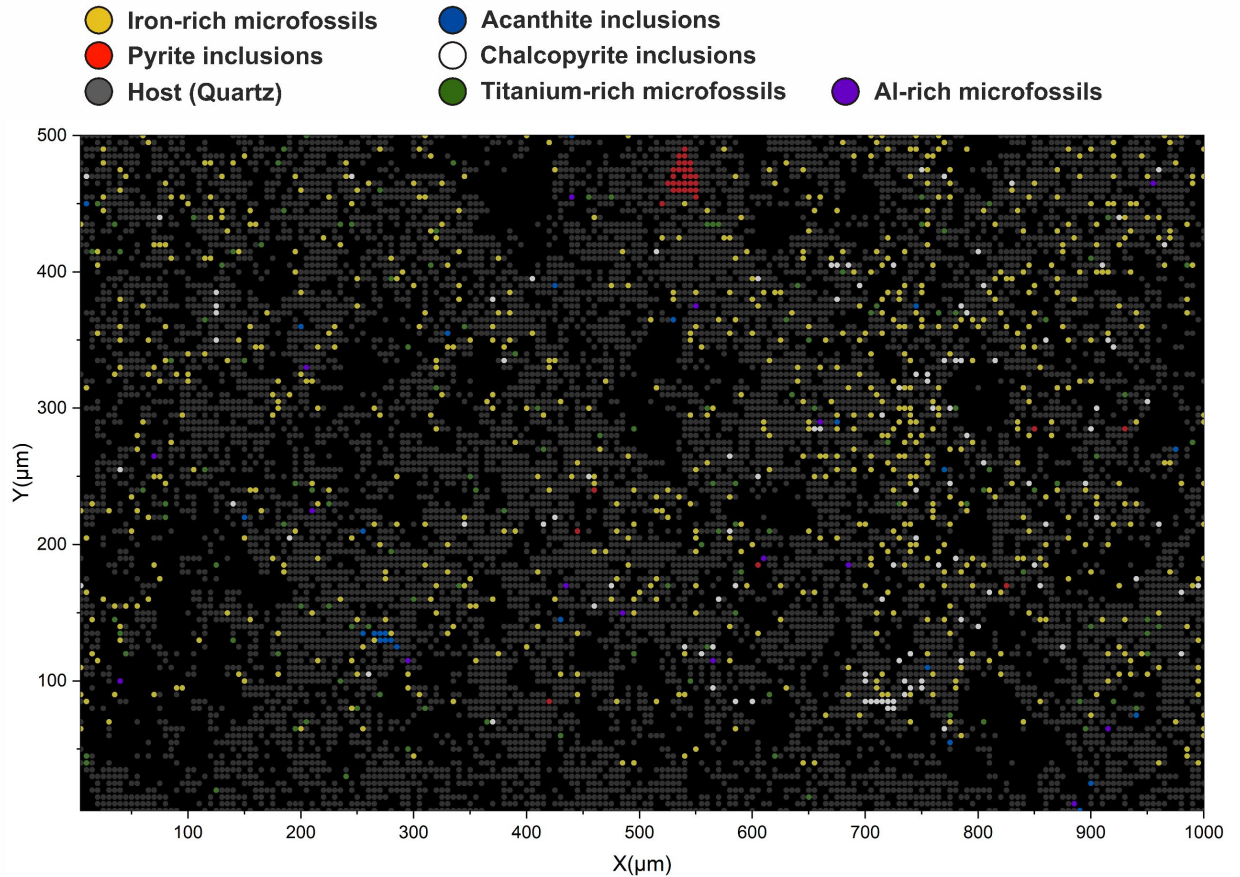 Iron-rich microfossils
Acanthite inclusions
Pyrite inclusions
Chalcopyrite inclusions
Host (Quartz)
Titanium-rich microfossils
Al-rich microfossils
500
400
300
200
100
Y(μm)
100 200 300 400 500 600 700 800 900 1000
X(μm)